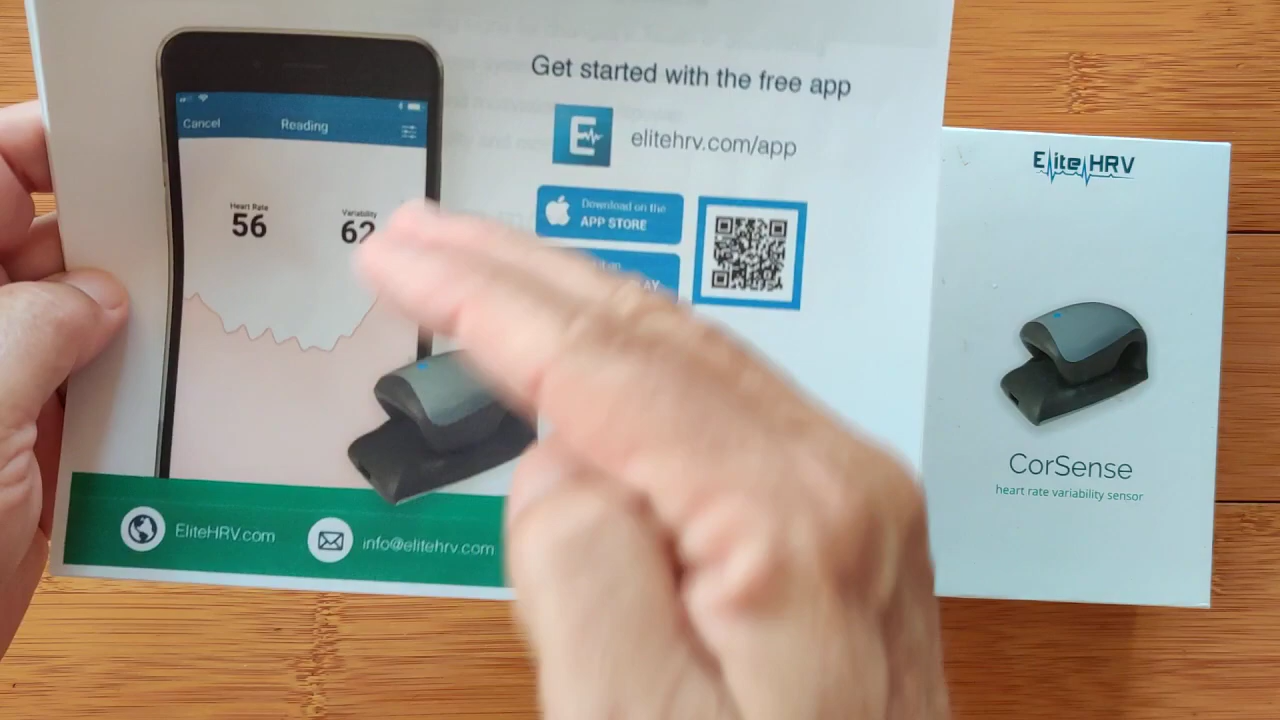 Get started with the free app
elitehrv.com/app
Cancel
Reading
Download on the
APP STORE
Heart Rate
56
Variability
62
EliteHRV.com
info@elitehrv.com
Elite HRV
CorSense
heart rate variability sensor